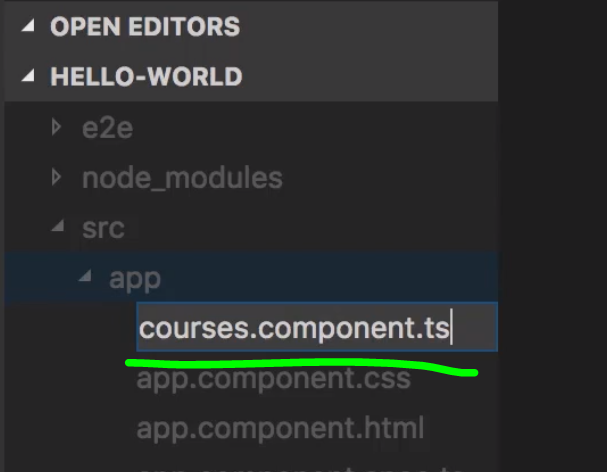 OPEN EDITORS
HELLO-WORLD
e2e
node_modules
src
app
courses.component.ts
app.component.css
app.component.html